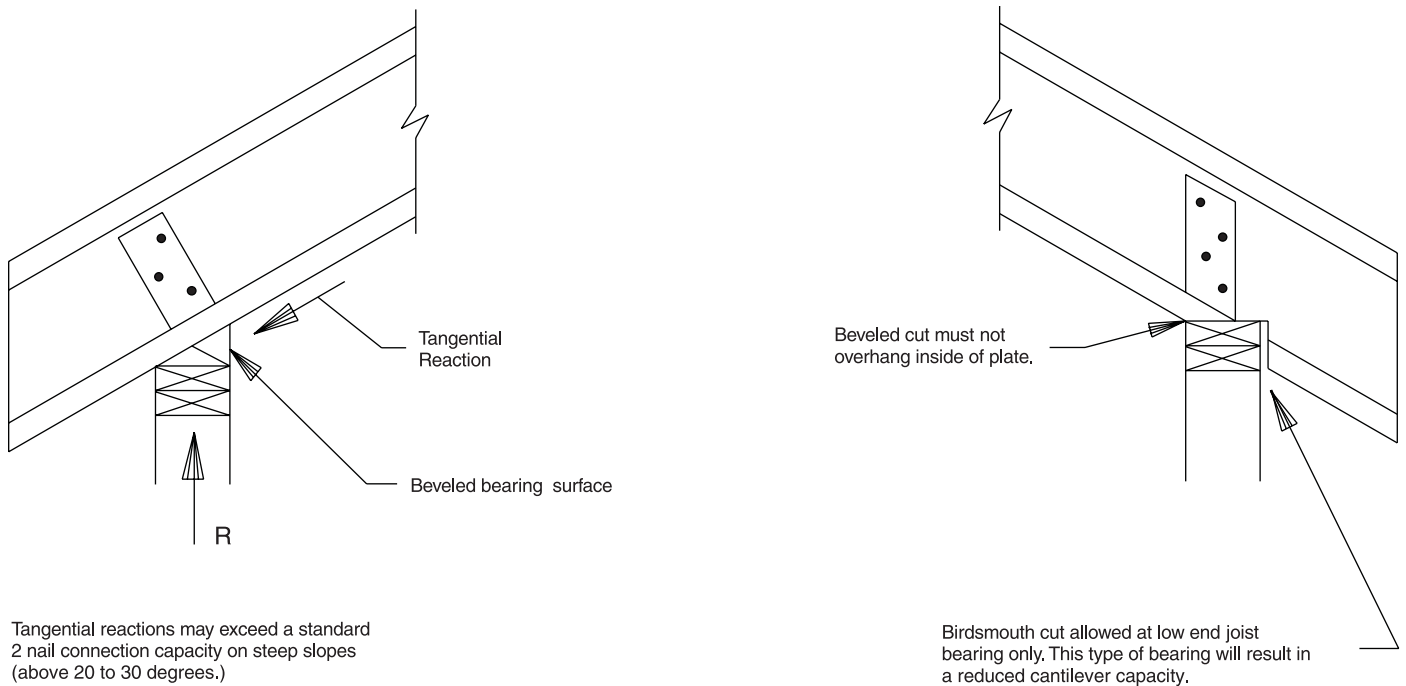 Tangential
Reaction
Beveled bearing surface
R
Tangential reactions may exceed a standard
2 nail connection capacity on steep slopes
(above 20 to 30 degrees.)
Beveled cut must not
overhang inside of plate.
Birdsmouth cut allowed at low end joist
bearing only. This type of bearing will result in
a reduced cantilever capacity.